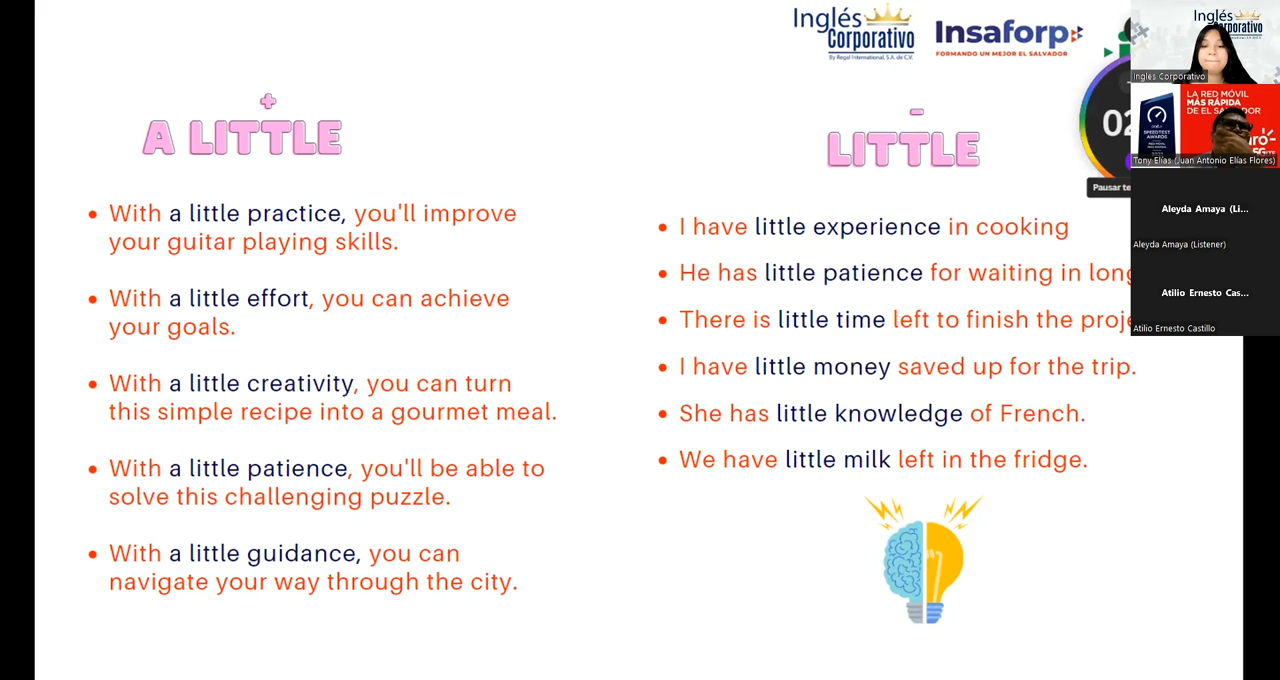 Inglés
Corporativo
By Regal International, S.A. de C.V.
Insaforp
FORMANDO UN MEJOR EL SALVADOR
+
A LITTLE
With a little practice, you'll improve
your guitar playing skills.
With a little effort, you can achieve
your goals.
With a little creativity, you can turn
this simple recipe into a gourmet meal.
With a little patience, you'll be able to
solve this challenging puzzle.
With a little guidance, you can
navigate your way through the city.
-
LITTLE
I have little experience in cooking
He has little patience for waiting in long
There is little time left to finish the proje
I have little money saved up for the trip.
She has little knowledge of French.
We have little milk left in the fridge.
02
Pausar te
Inglés
Corporativo
Inglés Corporativo
LA RED MÓVIL
MÁS RÁPIDA
DE EL SALVADOR
SPEEDTEST
AWARDS
Tony Elías (Juan Antonio Elías Flores)
Aleyda Amaya (Li...
Aleyda Amaya (Listener)
Atilio Ernesto Cas...
Atilio Ernesto Castillo